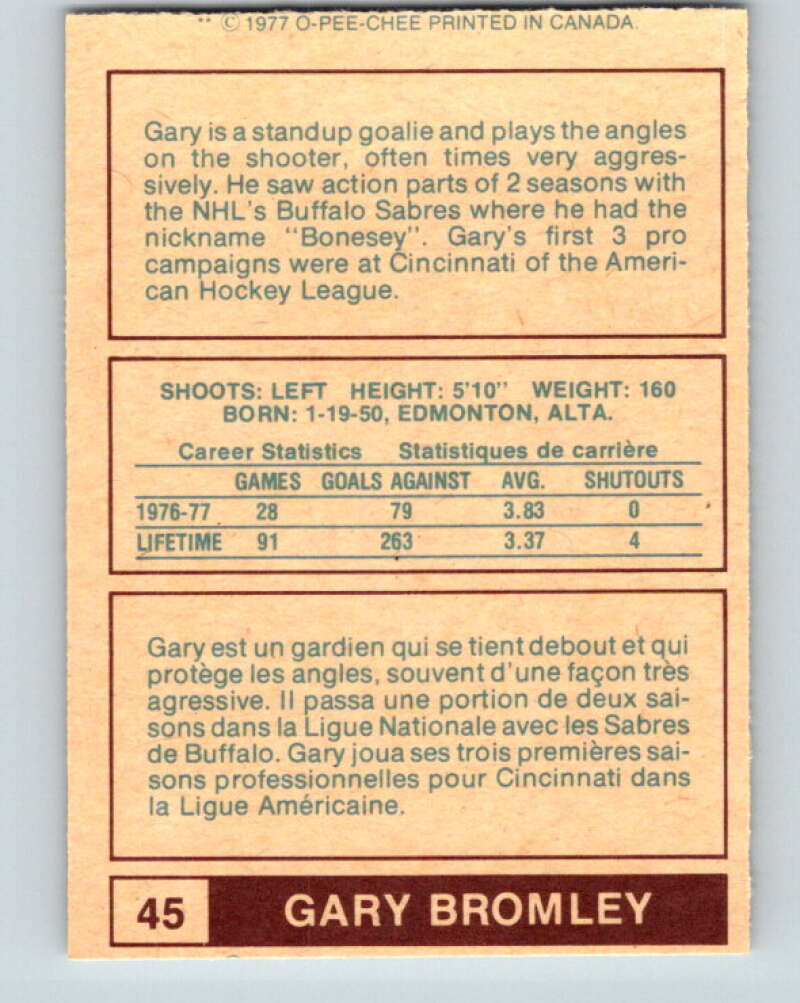 ** © 1977 O-PEE-CHEE PRINTED IN CANADA.
Gary is a standup goalie and plays the angles
on the shooter, often times very aggres-
sively. He saw action parts of 2 seasons with
the NHL's Buffalo Sabres where he had the
nickname "Bonesey". Gary's first 3 pro
campaigns were at Cincinnati of the Ameri-
can Hockey League.
SHOOTS: LEFT HEIGHT: 5'10" WEIGHT: 160
BORN: 1-19-50, EDMONTON, ALTA.
Career Statistics Statistiques de carrière
GAMES GOALS AGAINST AVG. SHUTOUTS
1976-77 28 79 3.83 0
LIFETIME 91 263 3.37 4
Gary est un gardien qui se tient debout et qui
protège les angles, souvent d'une façon très
agressive. Il passa une portion de deux sai-
sons dans la Ligue Nationale avec les Sabres
de Buffalo. Gary joua ses trois premières sai-
sons professionnelles pour Cincinnati dans
la Ligue Américaine.
45 GARY BROMLEY